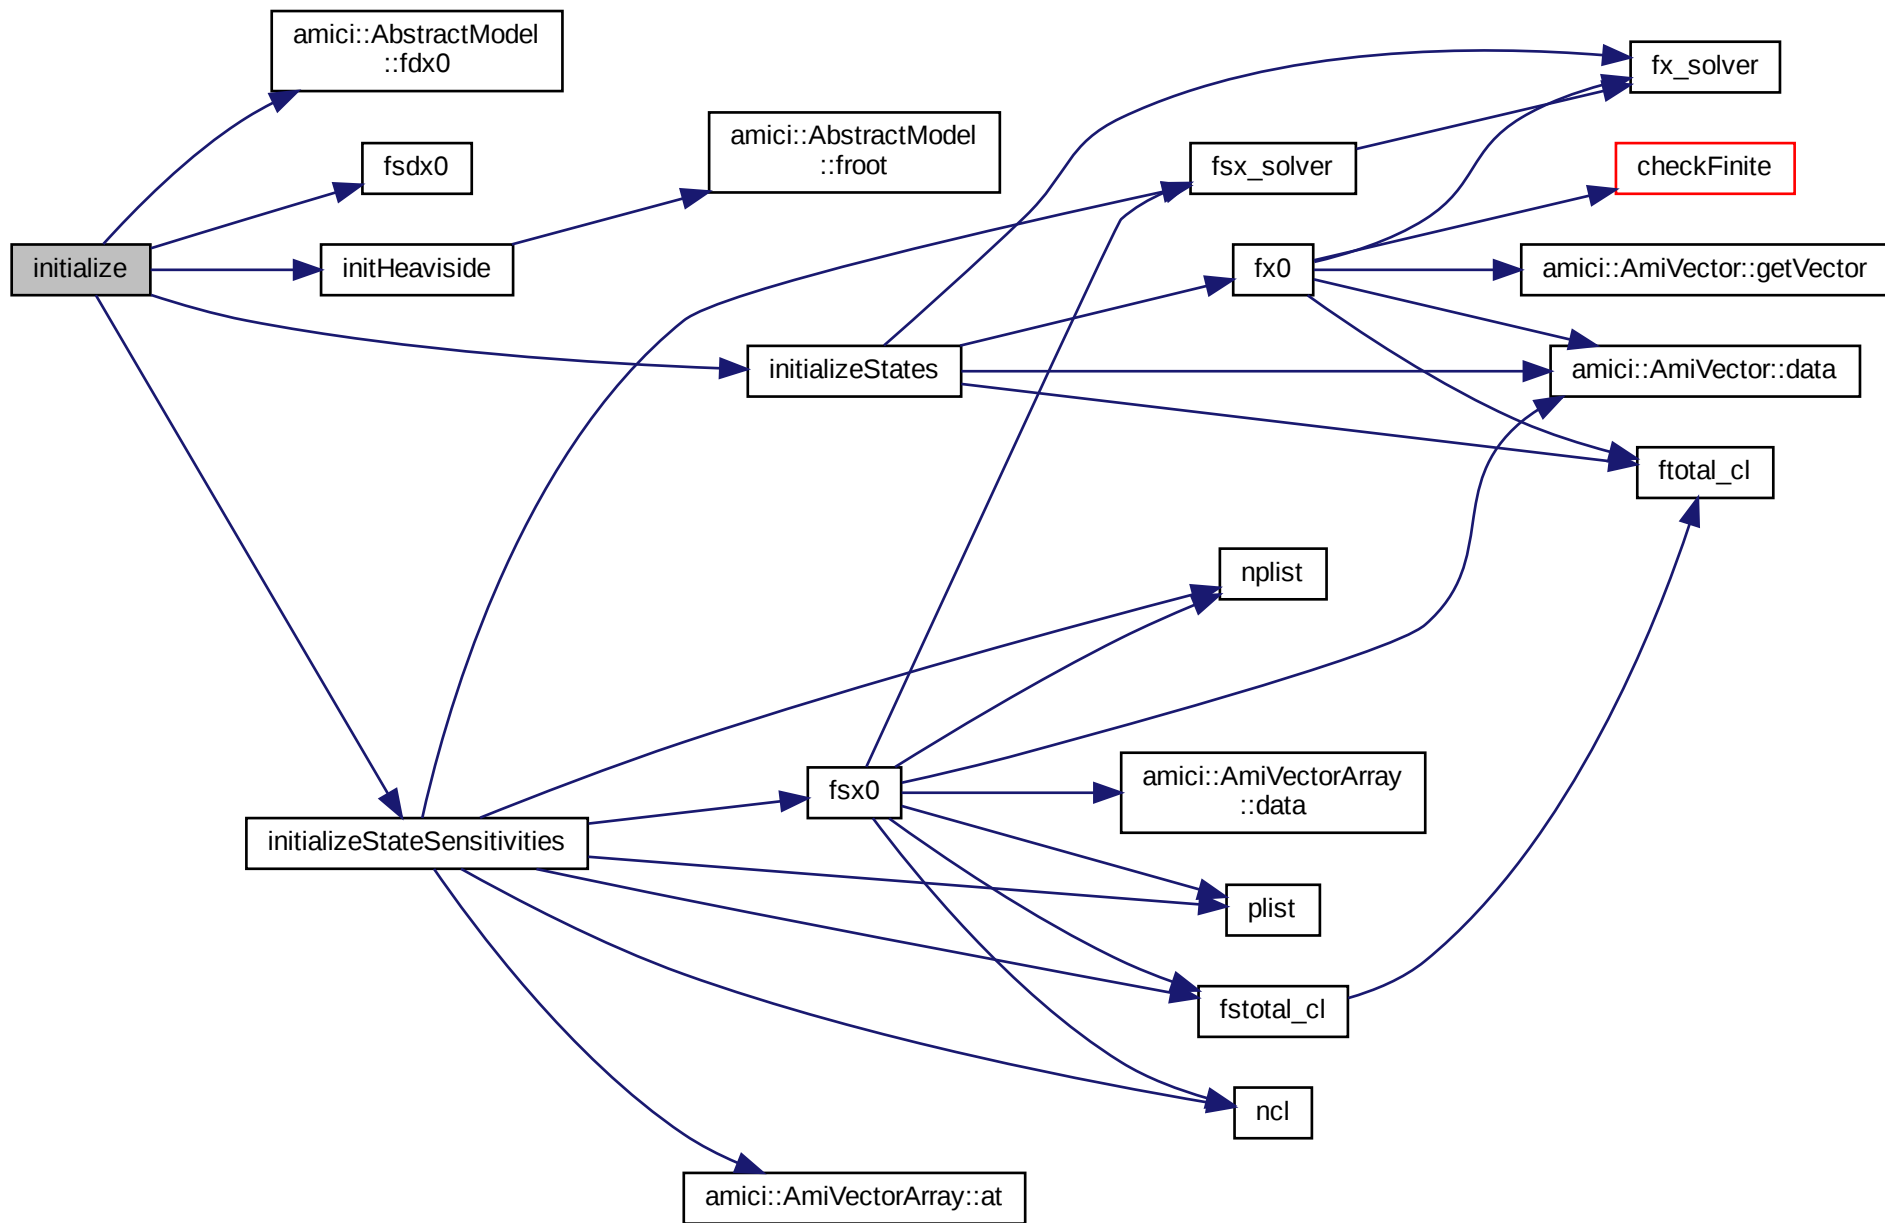 amici::AbstractModel
::fdx0
fx_solver
amici::AbstractModel
::froot
fsdx0
fsx_solver
checkFinite
initialize
initHeaviside
fx0
amici::AmiVector::getVector
initializeStates
amici::AmiVector::data
ftotal_cl
nplist
fsx0
amici::AmiVectorArray
::data
initializeStateSensitivities
plist
fstotal_cl
ncl
amici::AmiVectorArray::at